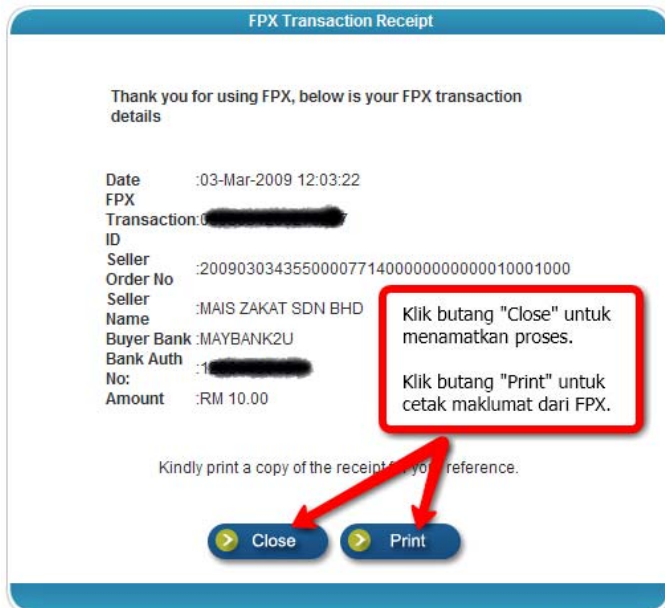 FPX Transaction Receipt
Thank you for using FPX, below is your FPX transaction
details
Date :03-Mar-2009 12:03:22
FPX
Transaction:
ID
Seller
Order No :2009030343550000771400000000000010001000
Seller
Name :MAIS ZAKAT SDN BHD
Buyer Bank :MAYBANK2U
Bank Auth
No: :1
Amount :RM 10.00
Klik butang "Close" untuk
menamatkan proses.
Klik butang "Print" untuk
cetak maklumat dari FPX.
Kindly print a copy of the receipt for your reference.
Close
Print